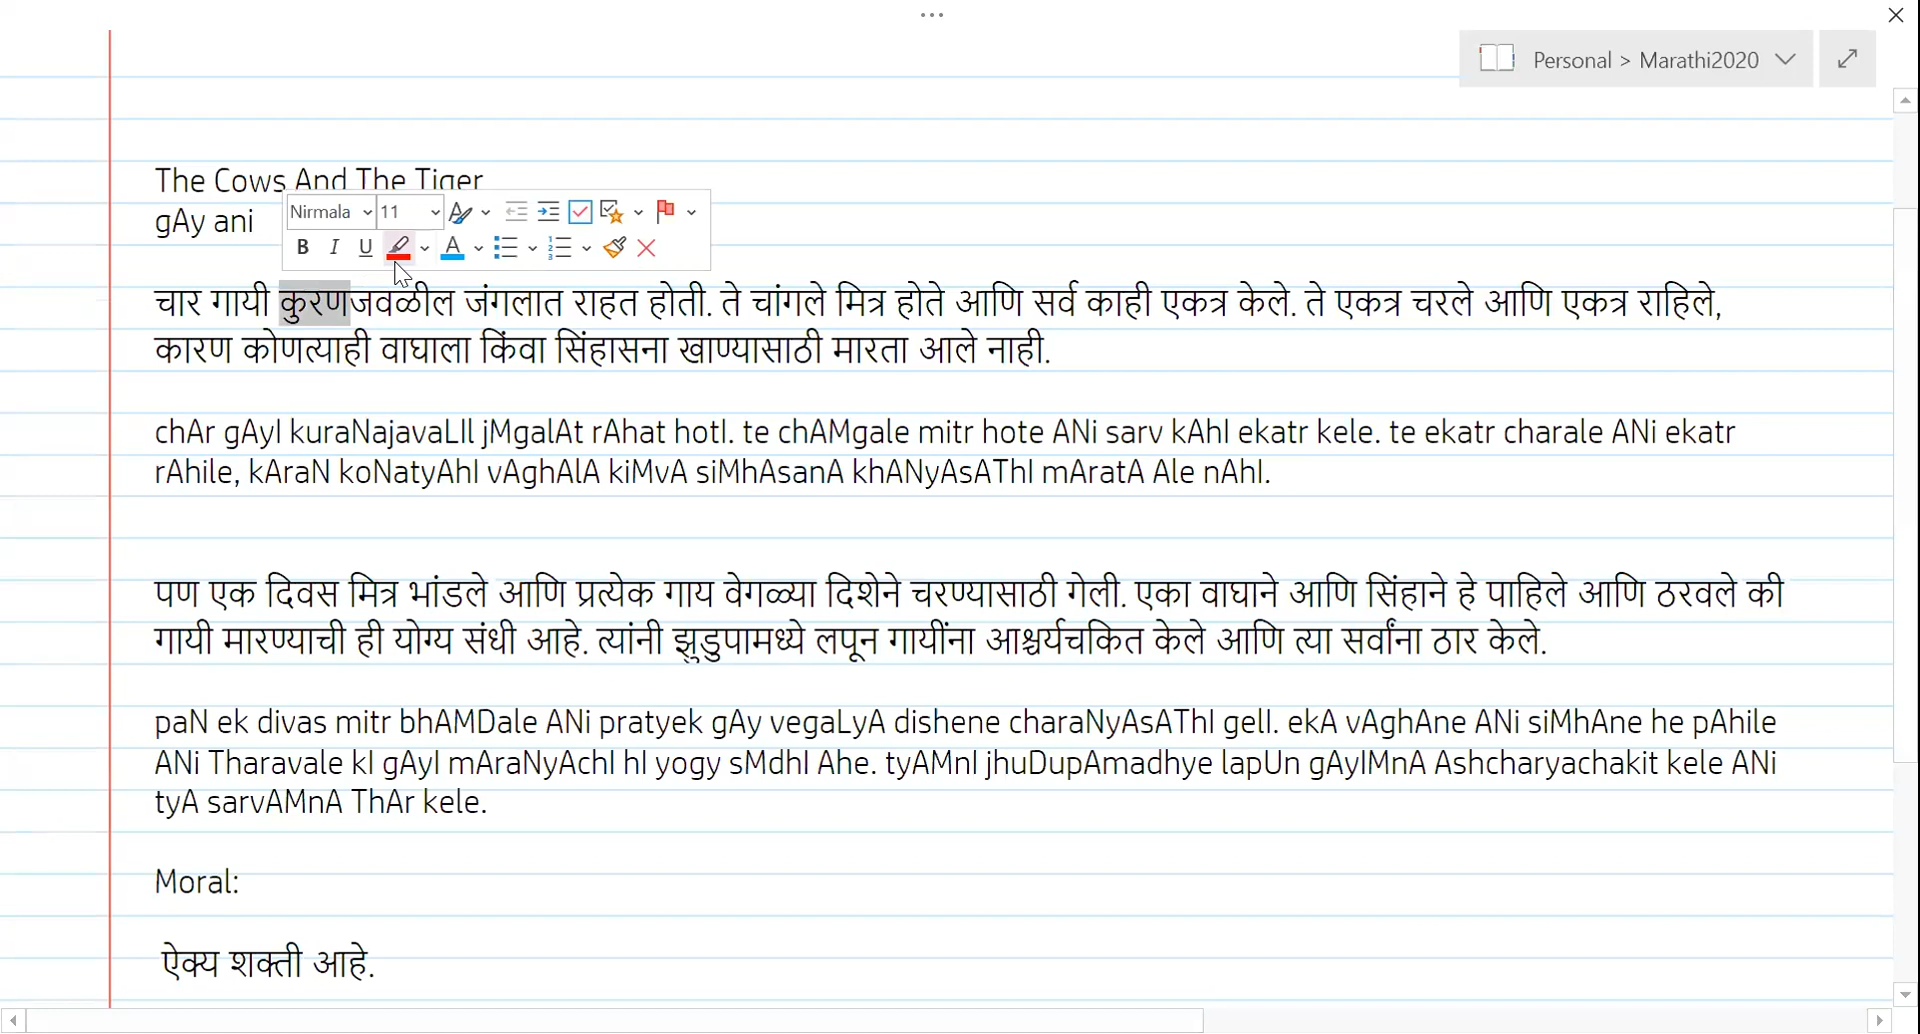 Personal > Marathi2020
The Cows And The Tiger
gAy ani
Nirmala 11
B I U A
चार गायी कुरणजवळील जंगलात राहत होती. ते चांगले मित्र होते आणि सर्व काही एकत्र केले. ते एकत्र चरले आणि एकत्र राहिले,
कारण कोणत्याही वाघाला किंवा सिंहासना खाण्यासाठी मारता आले नाही.
chAr gAyI kuraNajavaLIl jMgalAt rAhat hotI. te chAMgale mitr hote ANi sarv kAhI ekatr kele. te ekatr charale ANi ekatr
rAhile, kAraN koNatyAhI vAghAlA kiMvA siMhAsanA khANyAsAThI mAratA Ale nAhI.
पण एक दिवस मित्र भांडले आणि प्रत्येक गाय वेगळ्या दिशेने चरण्यासाठी गेली. एका वाघाने आणि सिंहाने हे पाहिले आणि ठरवले की
गायी मारण्याची ही योग्य संधी आहे. त्यांनी झुडुपामध्ये लपून गायींना आश्चर्यचकित केले आणि त्या सर्वांना ठार केले.
paN ek divas mitr bhAMDale ANi pratyek gAy vegaLyA dishene charaNyAsAThI gelI. ekA vAghAne ANi siMhAne he pAhile
ANi Tharavale kI gAyI mAraNyAchI hI yogy sMdhI Ahe. tyAMnI jhuDupAmadhye lapUn gAyIMnA Ashcharyachakit kele ANi
tyA sarvAMnA ThAr kele.
Moral:
ऐक्य शक्ती आहे.